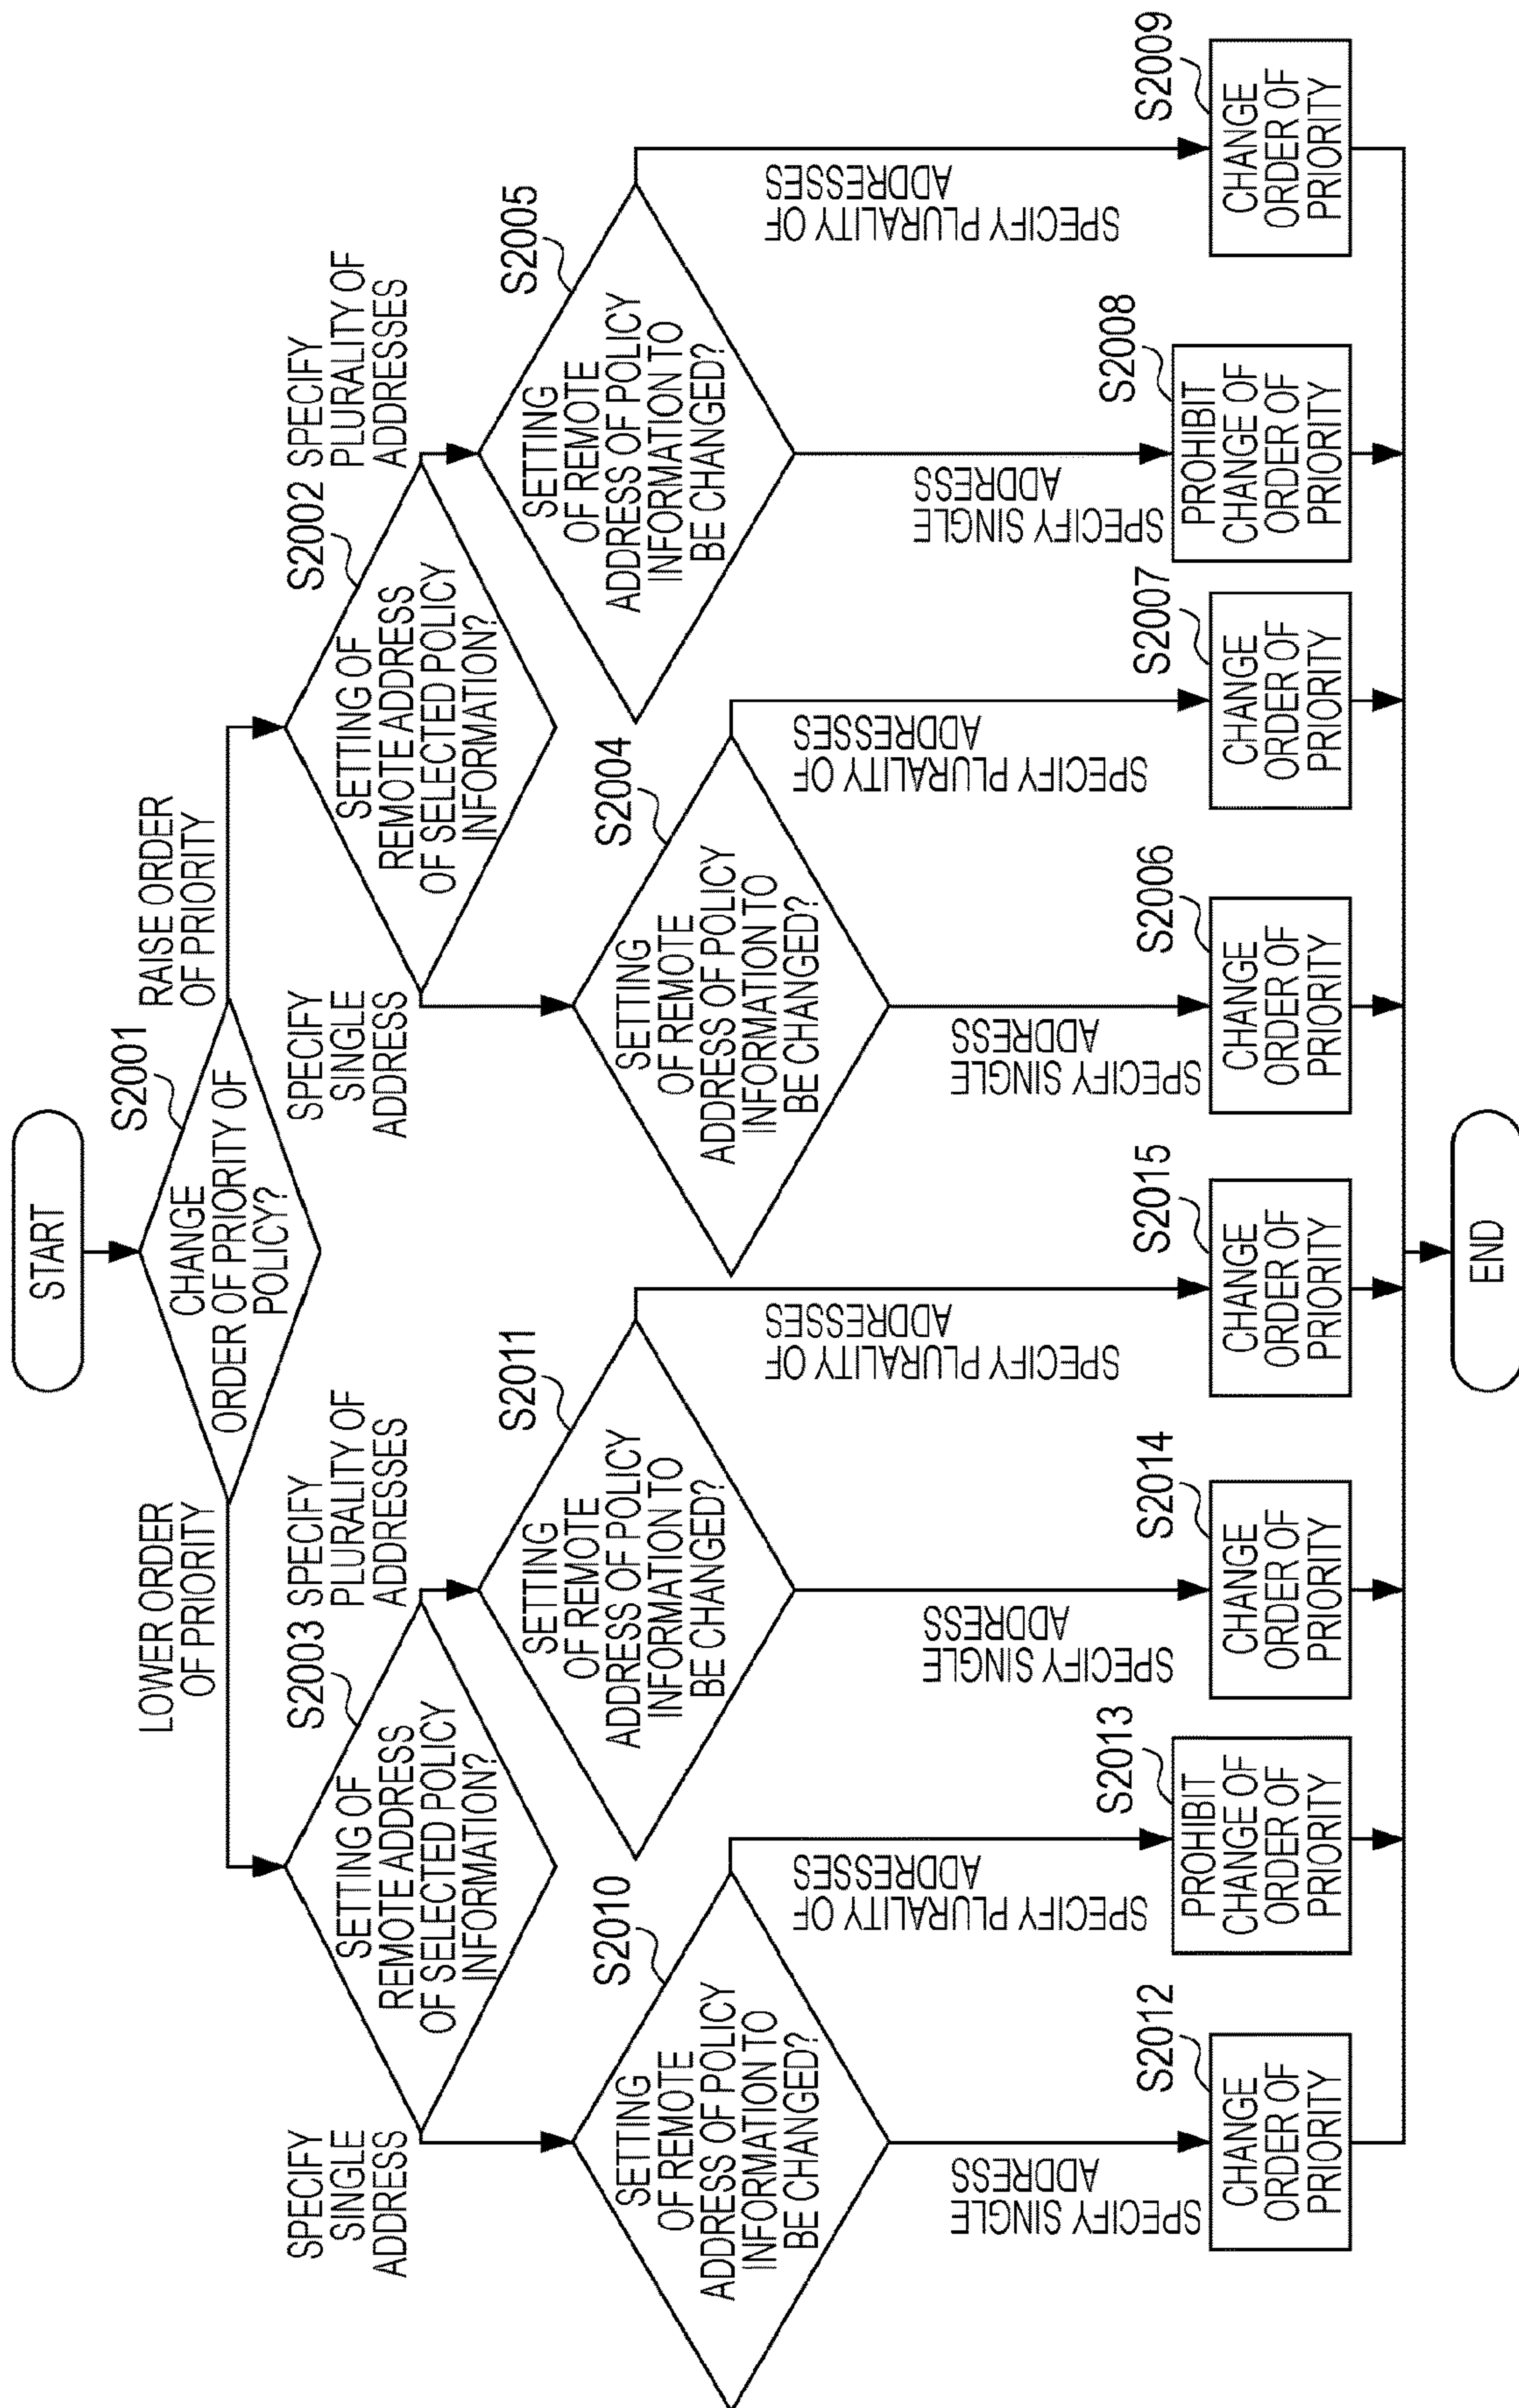 START
S2001
CHANGE
ORDER OF PRIORITY OF
POLICY?
LOWER ORDER
OF PRIORITY
RAISE ORDER
OF PRIORITY
S2003
SETTING OF
REMOTE ADDRESS
OF SELECTED POLICY
INFORMATION?
SPECIFY
SINGLE
ADDRESS
SPECIFY
PLURALITY OF
ADDRESSES
S2002
SETTING OF
REMOTE ADDRESS
OF SELECTED POLICY
INFORMATION?
SPECIFY
SINGLE
ADDRESS
SPECIFY
PLURALITY OF
ADDRESSES
S2010
SETTING
OF REMOTE
ADDRESS OF POLICY
INFORMATION TO
BE CHANGED?
SPECIFY SINGLE
ADDRESS
SPECIFY PLURALITY OF
ADDRESSES
S2011
SETTING
OF REMOTE
ADDRESS OF POLICY
INFORMATION TO
BE CHANGED?
SPECIFY SINGLE
ADDRESS
SPECIFY PLURALITY OF
ADDRESSES
S2004
SETTING
OF REMOTE
ADDRESS OF POLICY
INFORMATION TO
BE CHANGED?
SPECIFY SINGLE
ADDRESS
SPECIFY PLURALITY OF
ADDRESSES
S2005
SETTING
OF REMOTE
ADDRESS OF POLICY
INFORMATION TO
BE CHANGED?
SPECIFY SINGLE
ADDRESS
SPECIFY PLURALITY OF
ADDRESSES
S2012
CHANGE
ORDER OF
PRIORITY
S2013
PROHIBIT
CHANGE OF
ORDER OF
PRIORITY
S2014
CHANGE
ORDER OF
PRIORITY
S2015
CHANGE
ORDER OF
PRIORITY
S2006
CHANGE
ORDER OF
PRIORITY
S2007
CHANGE
ORDER OF
PRIORITY
S2008
PROHIBIT
CHANGE OF
ORDER OF
PRIORITY
S2009
CHANGE
ORDER OF
PRIORITY
END